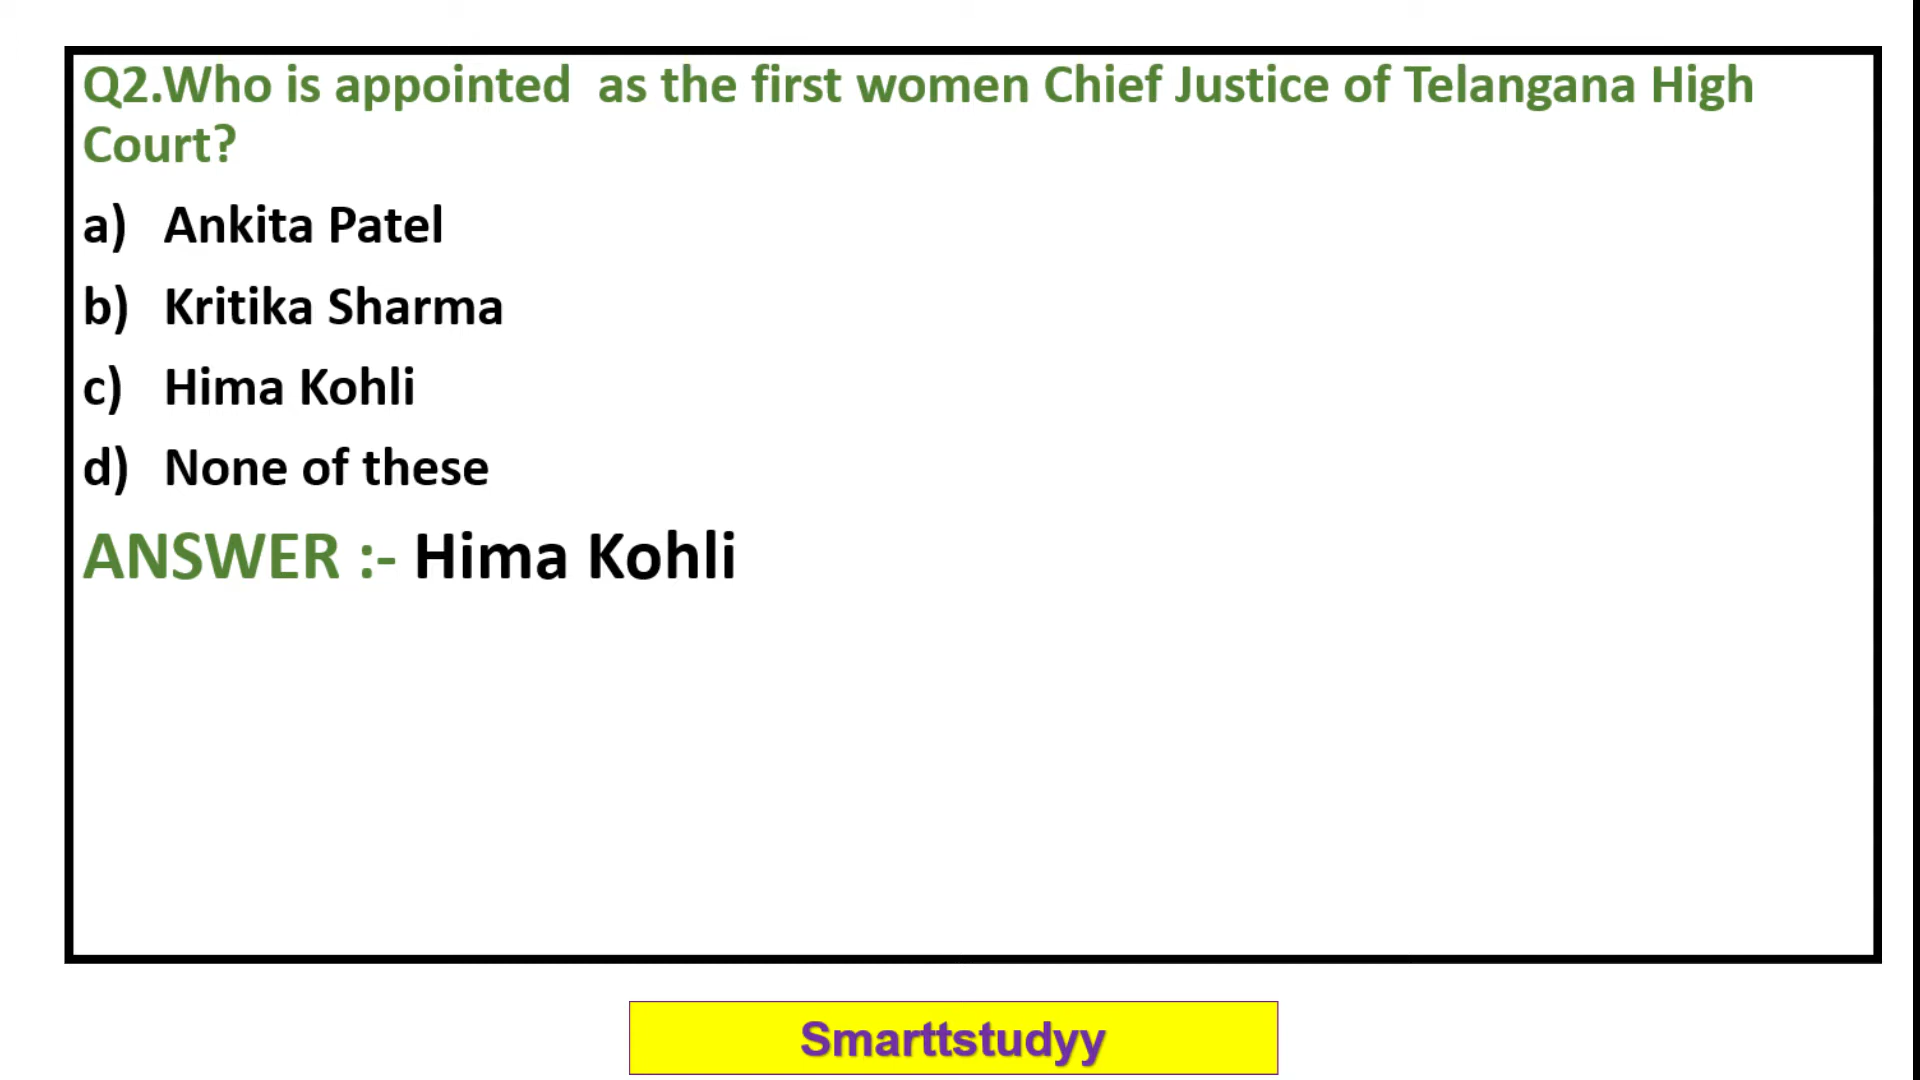 Q2.Who is appointed  as the first women Chief Justice of Telangana High
Court?
a) Ankita Patel
b) Kritika Sharma
c) Hima Kohli
d) None of these
ANSWER :- Hima Kohli
Smarttstudyy